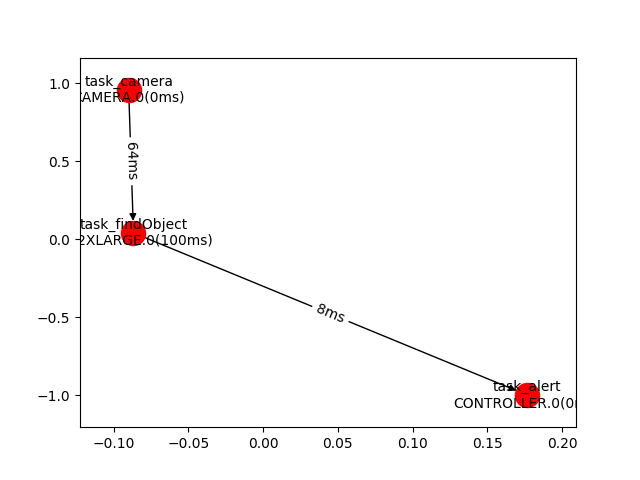 1.0
0.5
0.0
−0.5
−1.0
task_camera
CAMERA.0(0ms)
64ms
task_findObject
2XLARGE.0(100ms)
8ms
task_alert
CONTROLLER.0(0
−0.10
−0.05
0.00
0.05
0.10
0.15
0.20